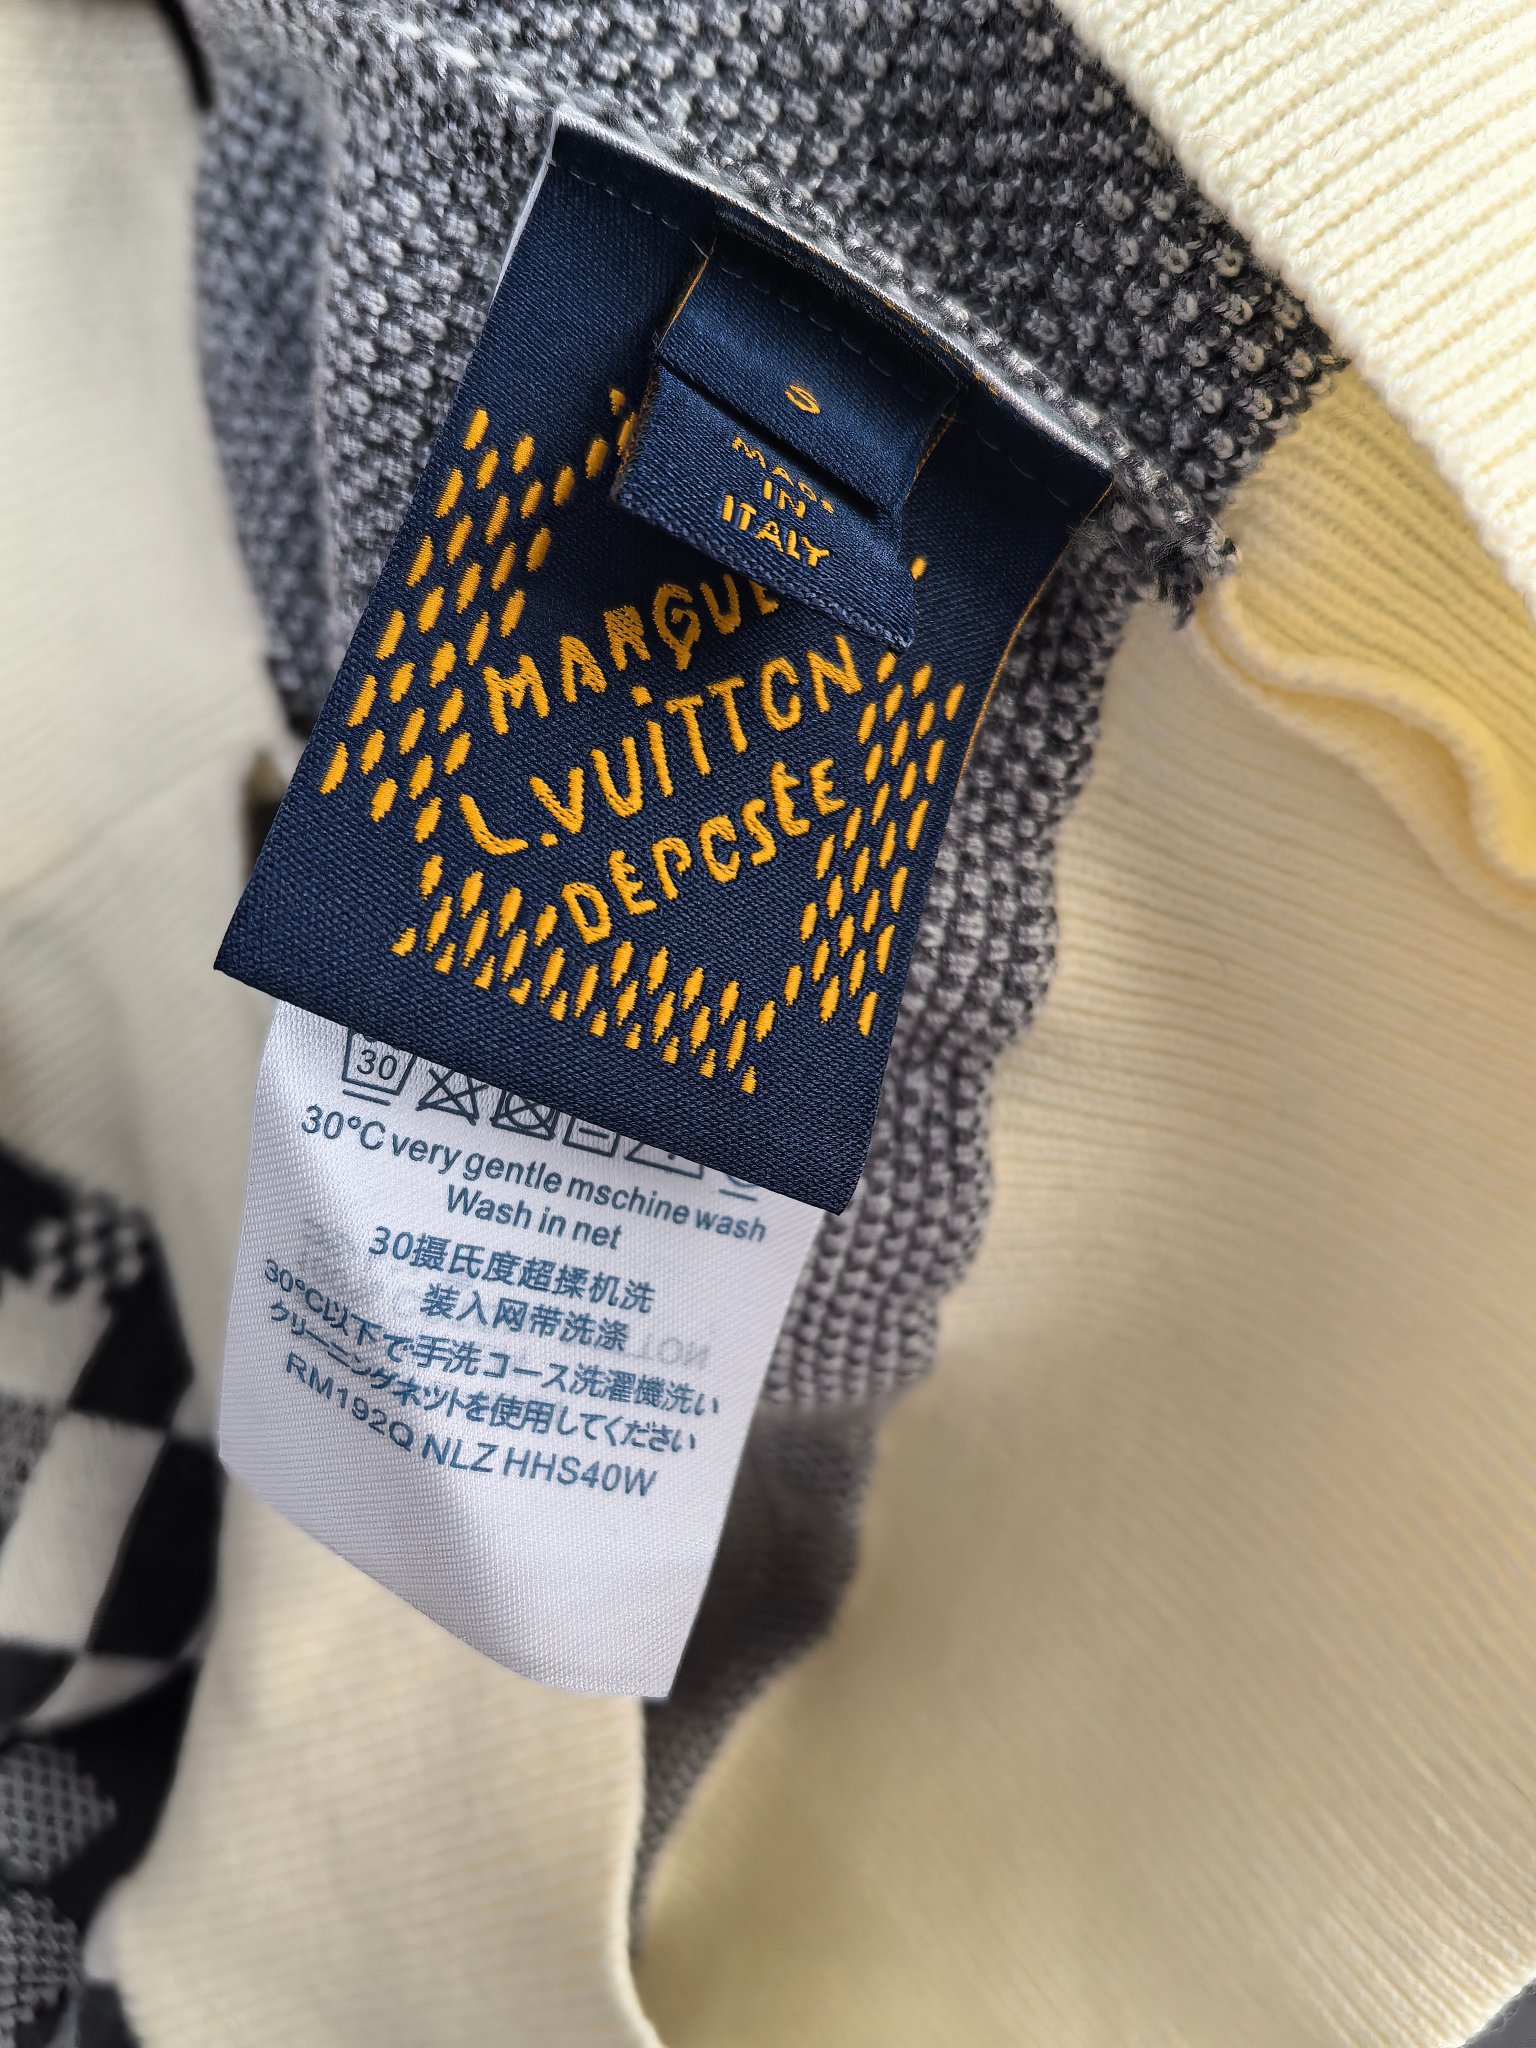 S
MADE
IN
ITALY
MARQUE
L.VUITTON
DÉPOSÉE
30
30°C very gentle mschine wash
Wash in net
30摄氏度超揉机洗
装入网带洗涤
30℃以下で手洗コース洗濯機洗い
クリーニングネットを使用してください
RM192Q NLZ HHS40W